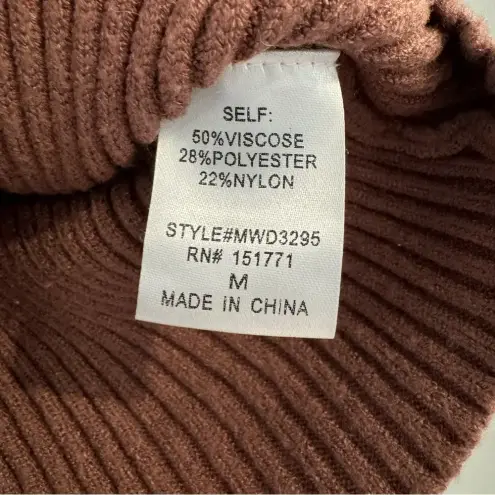 SELF:
50%VISCOSE
28%POLYESTER
22%NYLON
STYLE#MWD3295
RN# 151771
M
MADE IN CHINA